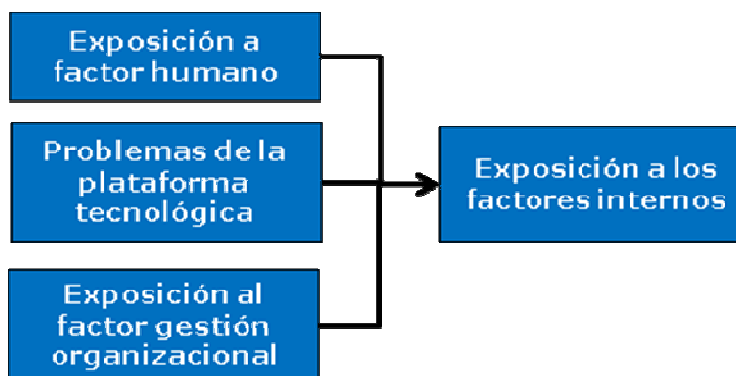 Exposición a
factor humano
Problemas de la
plataforma
tecnológica
Exposición al
factor gestión
organizacional
Exposición a los
factores internos